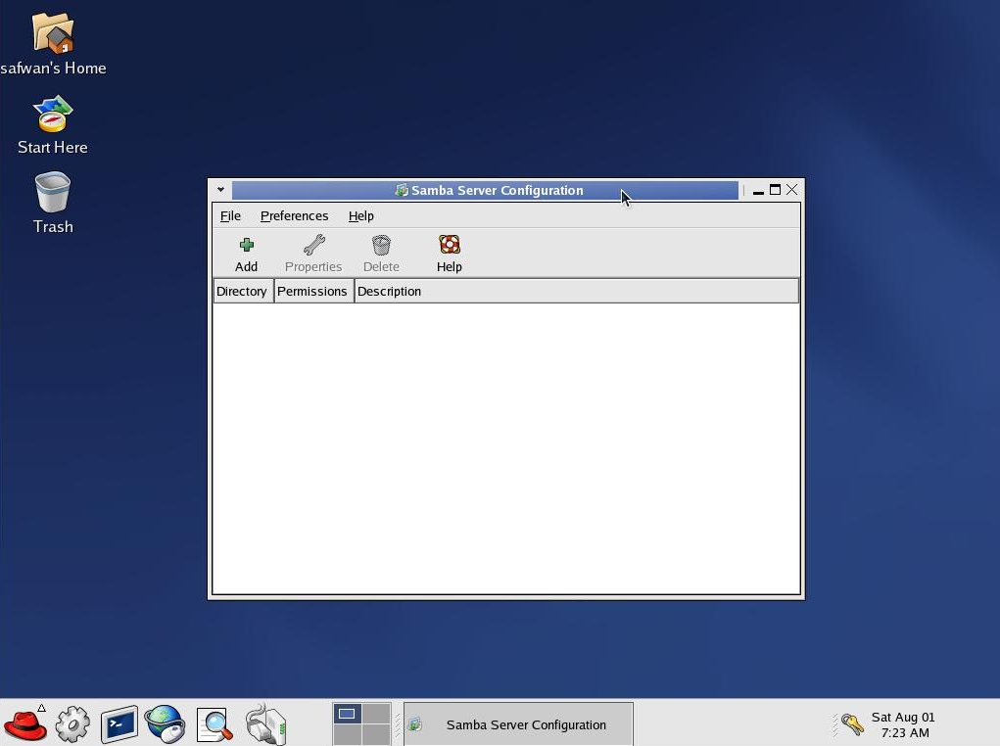 safwan's Home
Start Here
Trash
Samba Server Configuration
File Preferences Help
Add Properties Delete Help
Directory Permissions Description
Samba Server Configuration
Sat Aug 01
7:23 AM